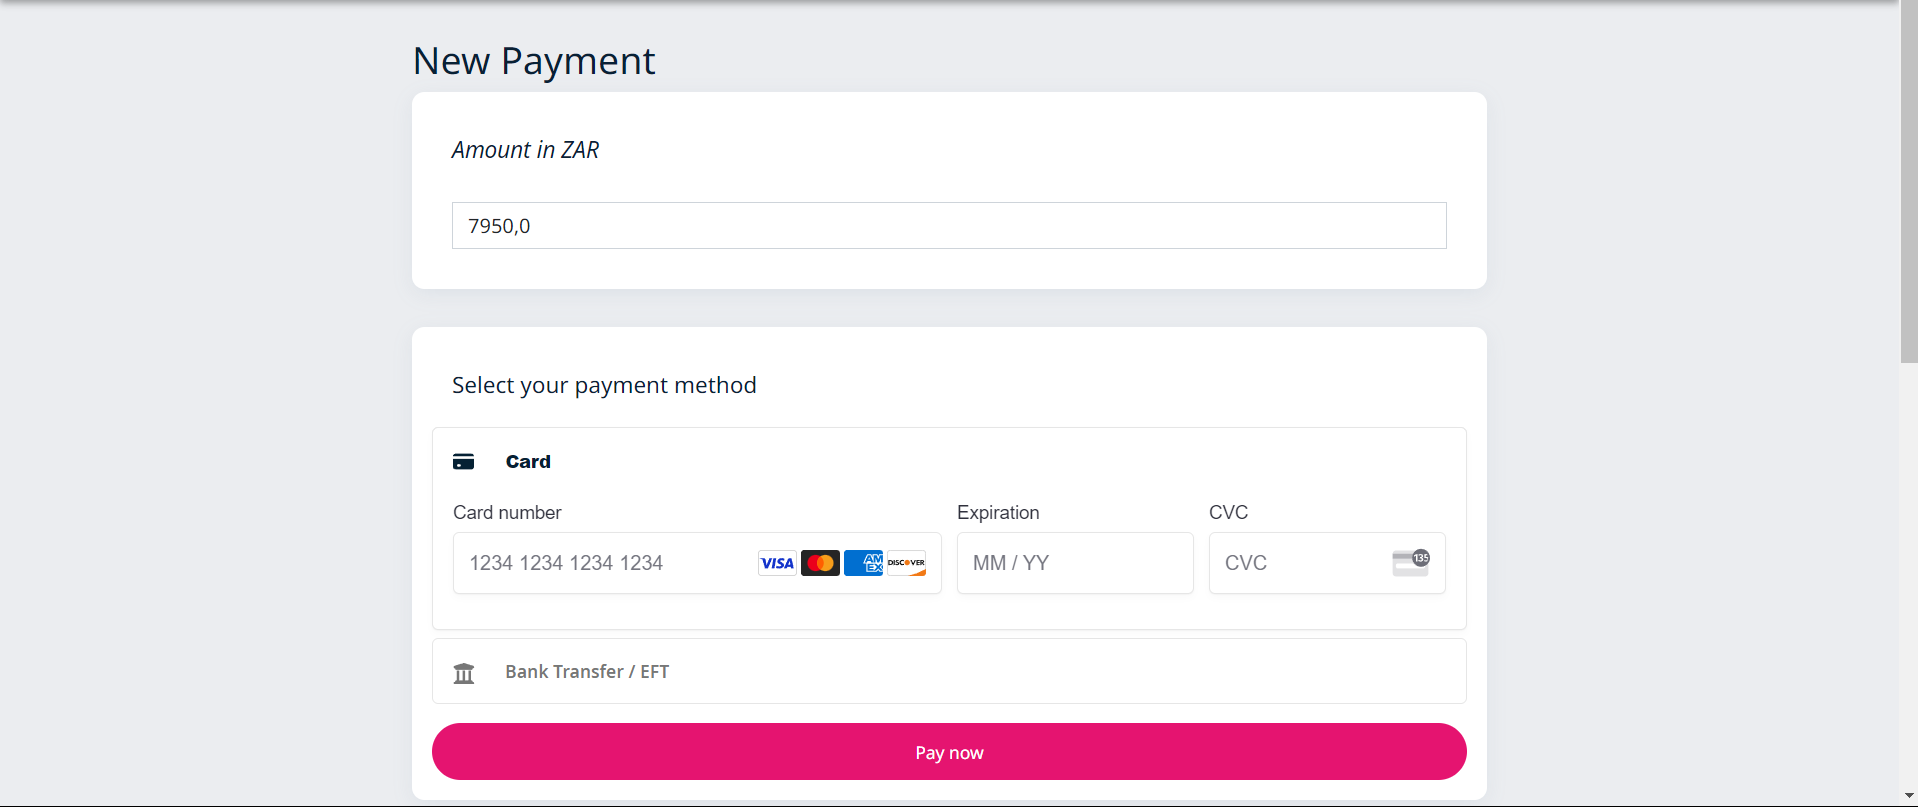 New Payment
Amount in ZAR
7950,0
Select your payment method
Card
Card number Expiration CVC
1234 1234 1234 1234 VISA AM EX DISCOVER MM / YY CVC 135
Bank Transfer / EFT
Pay now